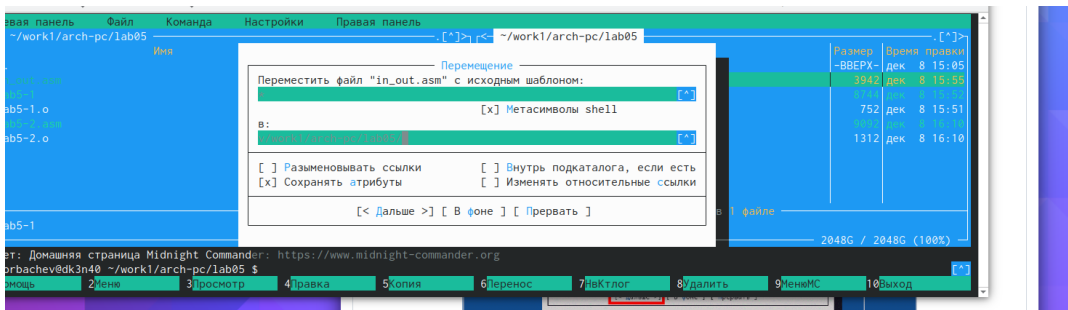 евая панель Файл Команда Настройки Правая панель
~/work1/arch-pc/lab05 .[^]> <- ~/work1/arch-pc/lab05 .[^]>
Имя Размер Время правки
-ВВЕРХ- дек 8 15:05
_out.asm 3942 дек 8 15:55
ab5-1 8744 дек 8 15:52
ab5-1.o 752 дек 8 15:51
ab5-2.asm 9092 дек 8 16:10
ab5-2.o 1312 дек 8 16:10
Перемещение
Переместить файл "in_out.asm" с исходным шаблоном:
[^]
[x] Метасимволы shell
в:
[^]
[ ] Разыменовывать ссылки [ ] Внутрь подкаталога, если есть
[x] Сохранять атрибуты [ ] Изменять относительные ссылки
[< Дальше >] [ В фоне ] [ Прервать ]
в 1 файле
ab5-1
2048G / 2048G (100%)
ет: Домашняя страница Midnight Commander: https://www.midnight-commander.org
orbachev@dk3n40 ~/work1/arch-pc/lab05 $ [^]
омощь 2Меню 3Просмотр 4Правка 5Копия 6Перенос 7НвКтлог 8Удалить 9МенюМС 10Выход